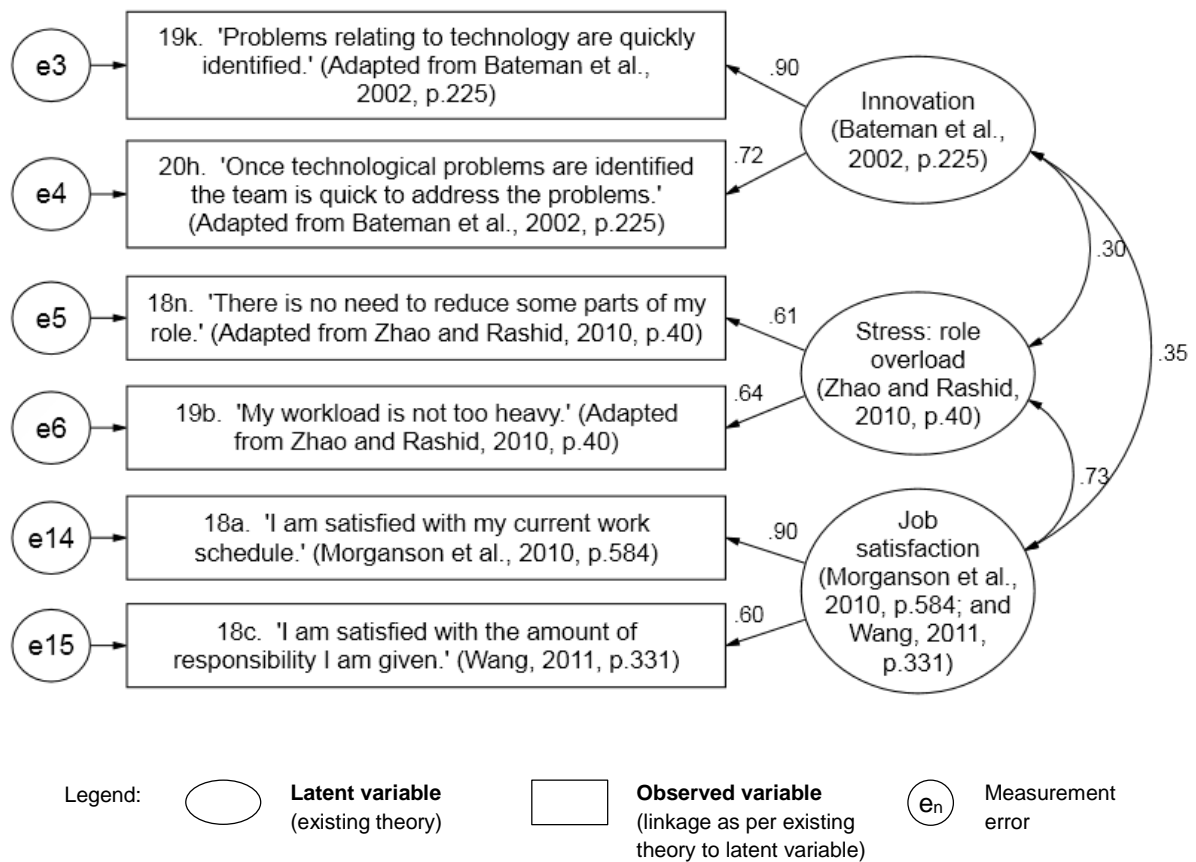 e3
19k. 'Problems relating to technology are quickly
identified.' (Adapted from Bateman et al.,
2002, p.225)
.90
Innovation
(Bateman et al.,
2002, p.225)
e4
20h. 'Once technological problems are identified
the team is quick to address the problems.'
(Adapted from Bateman et al., 2002, p.225)
.72
.30
e5
18n. 'There is no need to reduce some parts of my
role.' (Adapted from Zhao and Rashid, 2010, p.40)
.61
Stress: role
overload
(Zhao and Rashid,
2010, p.40)
.35
e6
19b. 'My workload is not too heavy.' (Adapted
from Zhao and Rashid, 2010, p.40)
.64
.73
e14
18a. 'I am satisfied with my current work
schedule.' (Morganson et al., 2010, p.584)
.90
Job
satisfaction
(Morganson et al.,
2010, p.584; and
Wang, 2011,
p.331)
e15
18c. 'I am satisfied with the amount of
responsibility I am given.' (Wang, 2011, p.331)
.60
Legend:
Latent variable
(existing theory)
Observed variable
(linkage as per existing
theory to latent variable)
en
Measurement
error